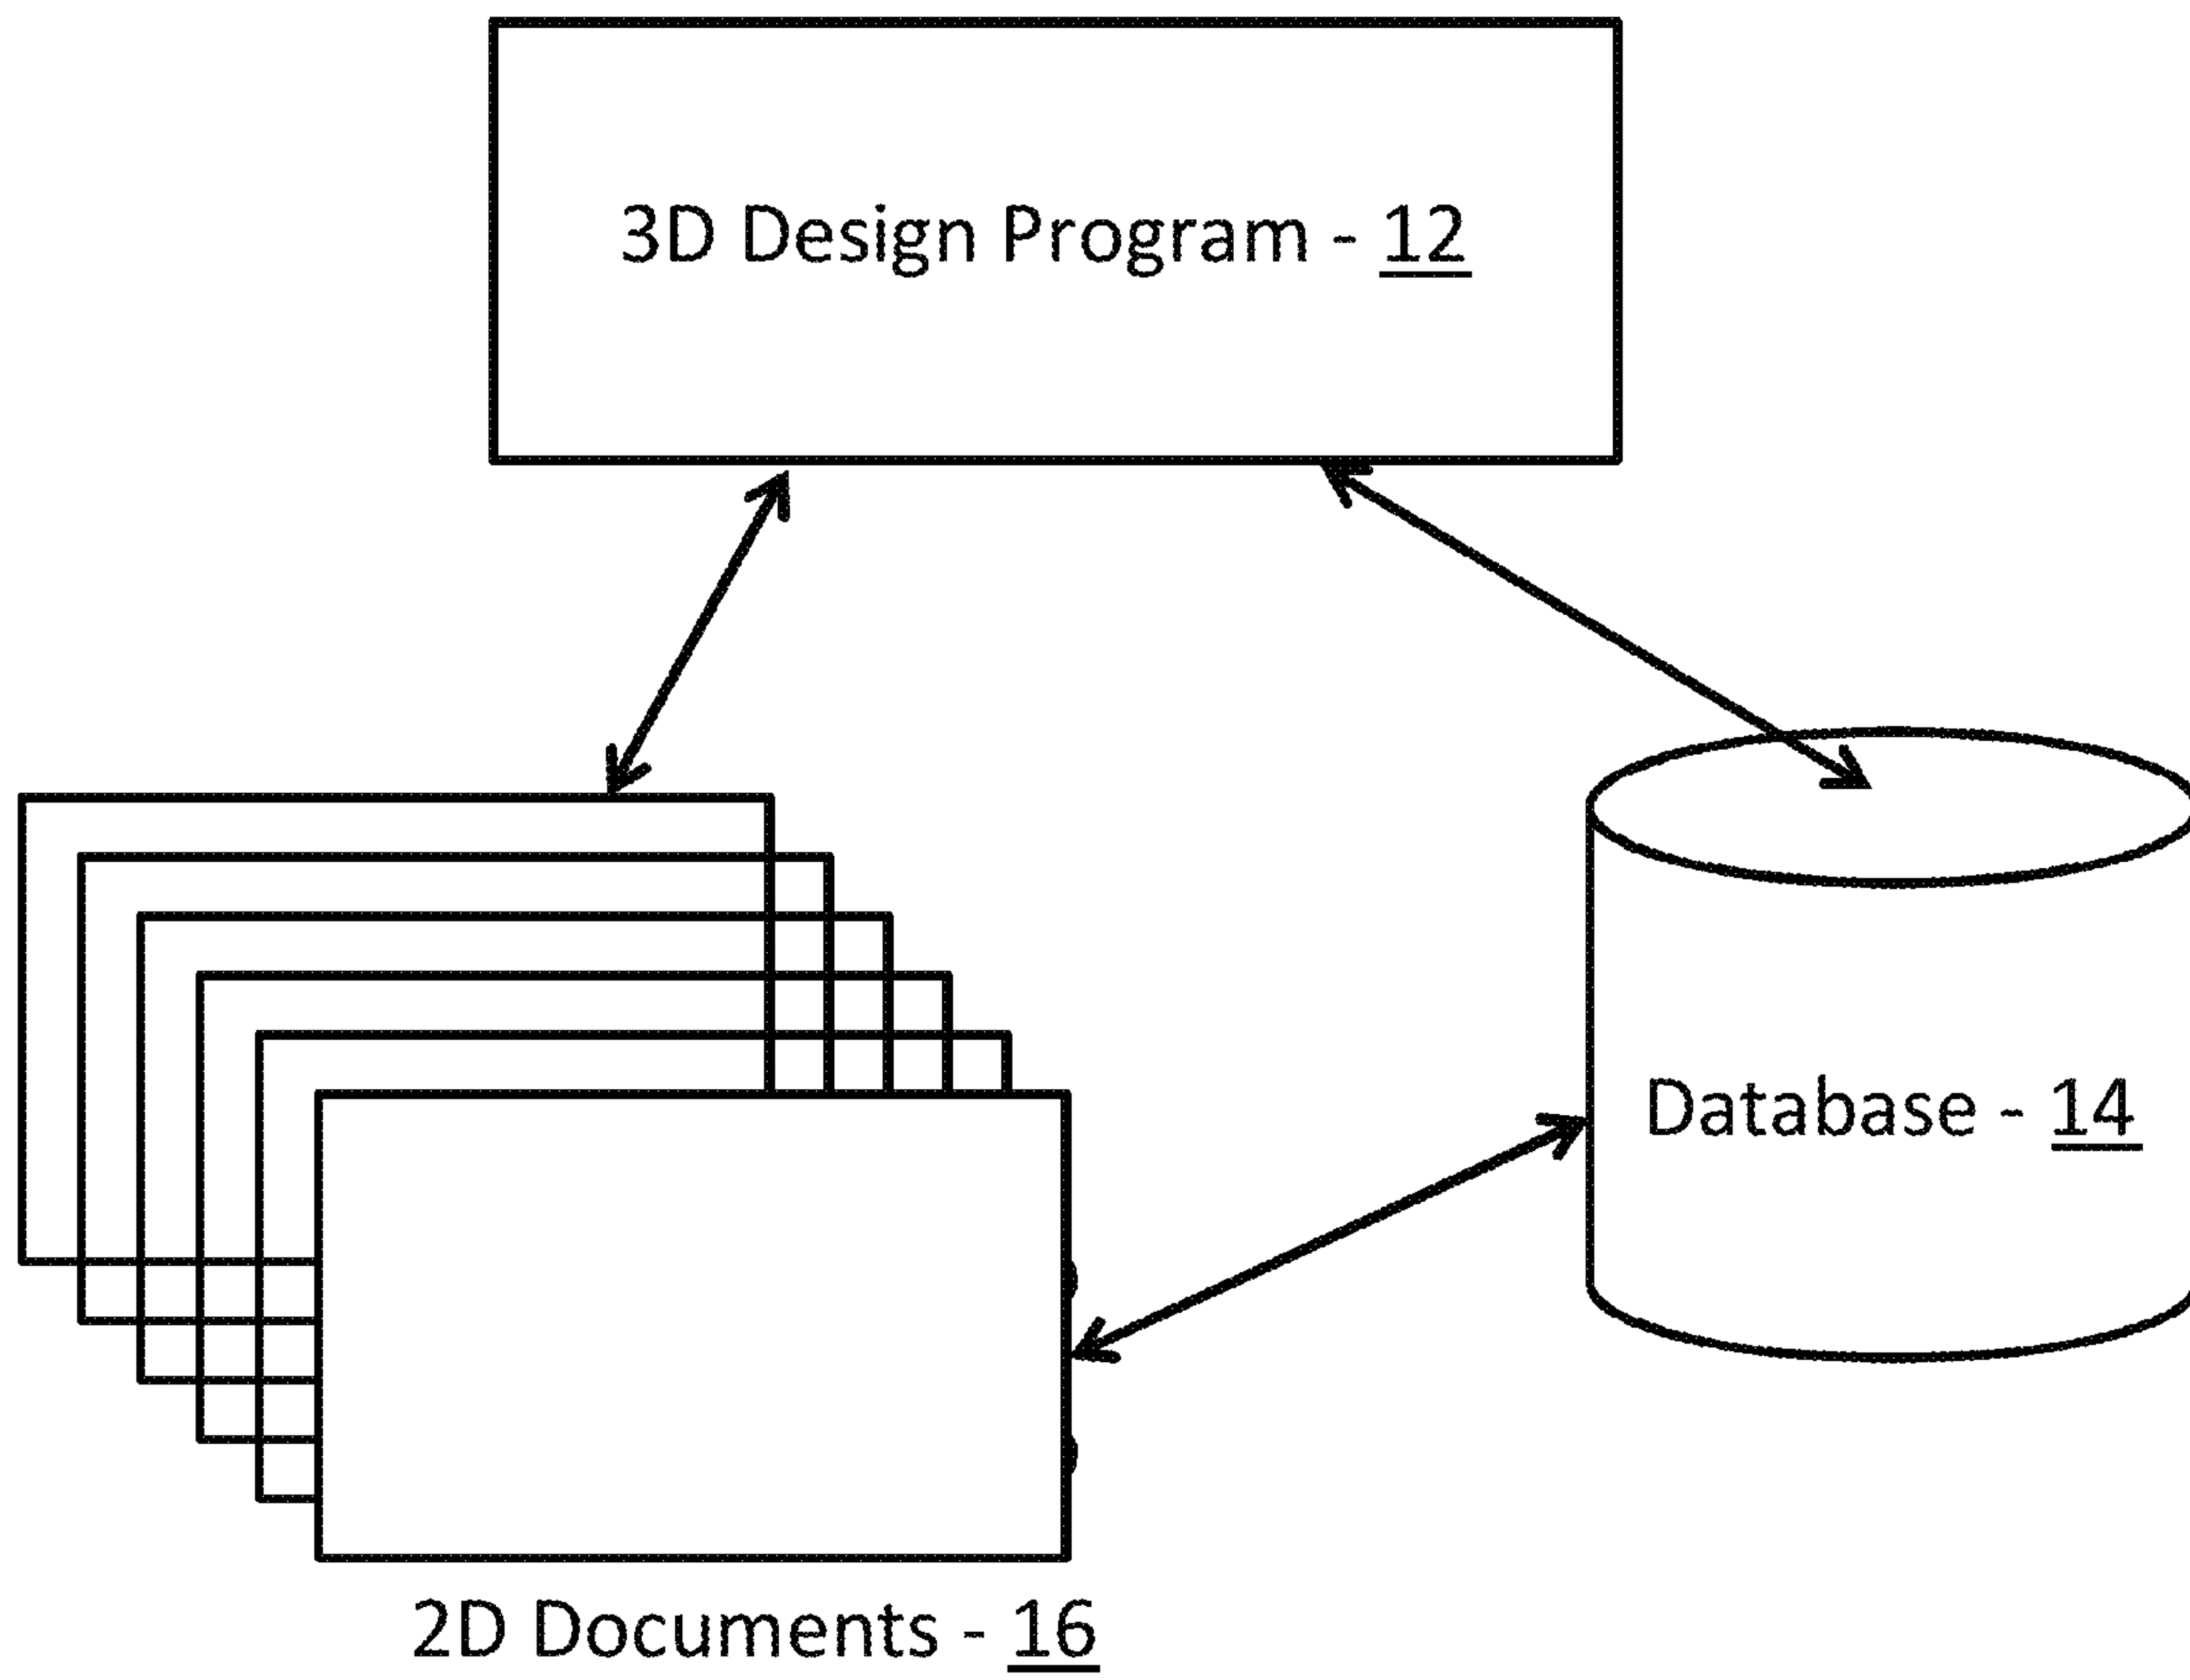 3D Design Program - 12
Database - 14
2D Documents - 16